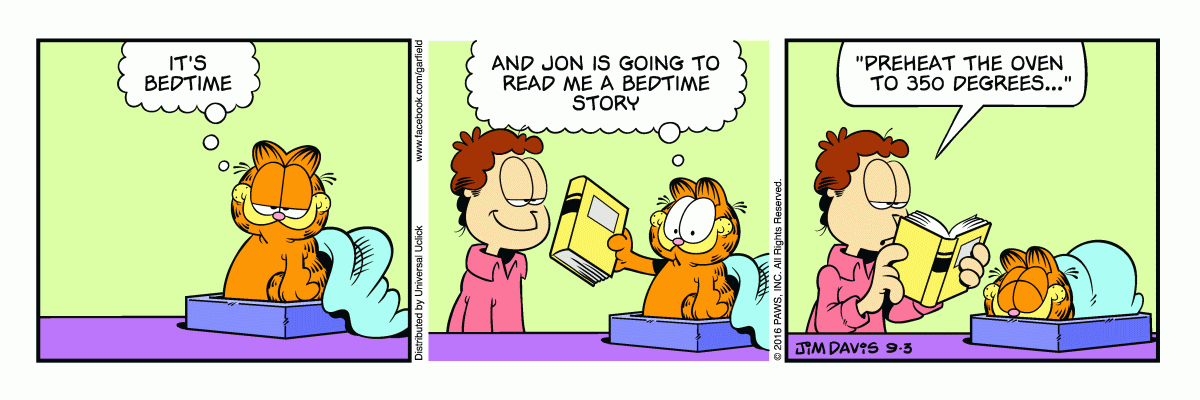 IT'S
BEDTIME
www.facebook.com/garfield
Distributed by Universal Uclick
AND JON IS GOING TO
READ ME A BEDTIME
STORY
© 2016 PAWS, INC. All Rights Reserved.
"PREHEAT THE OVEN
TO 350 DEGREES..."
JIM DAVIS 9·3